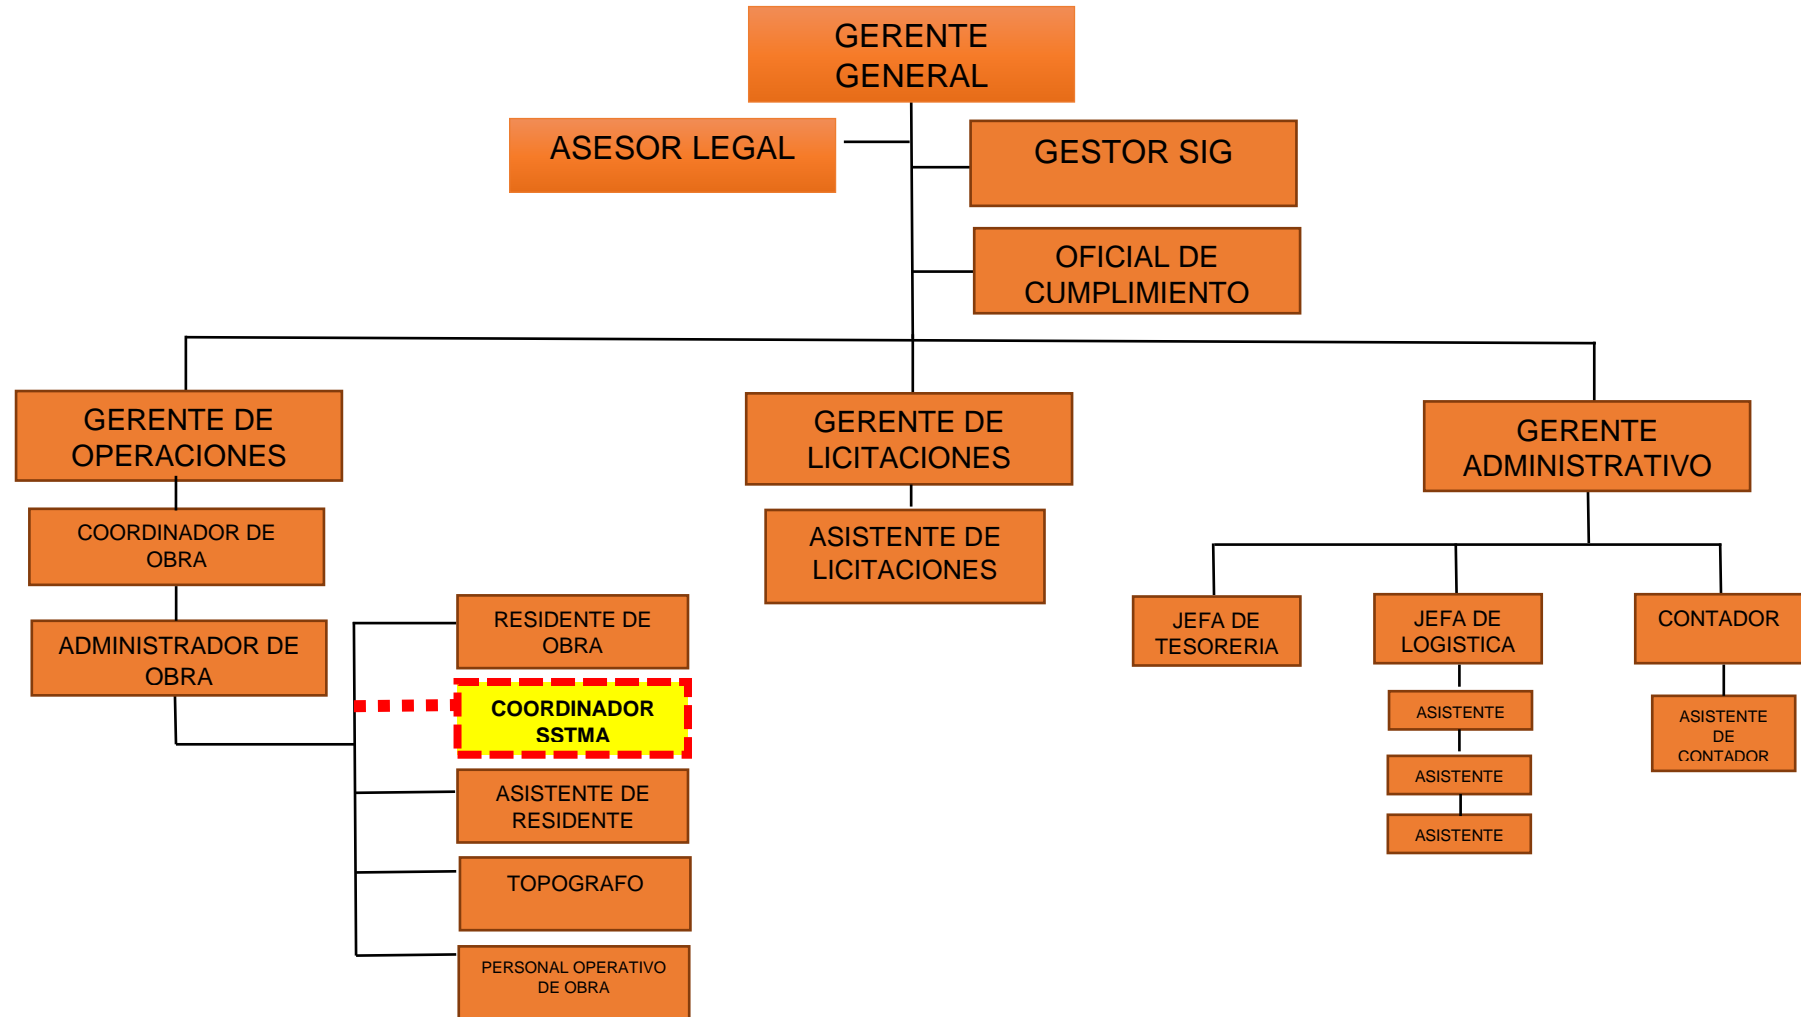 GERENTE
GENERAL
ASESOR LEGAL
GESTOR SIG
OFICIAL DE
CUMPLIMIENTO
GERENTE DE
OPERACIONES
GERENTE DE
LICITACIONES
GERENTE
ADMINISTRATIVO
COORDINADOR DE
OBRA
ASISTENTE DE
LICITACIONES
ADMINISTRADOR DE
OBRA
RESIDENTE DE
OBRA
COORDINADOR
SSTMA
ASISTENTE DE
RESIDENTE
TOPOGRAFO
PERSONAL OPERATIVO
DE OBRA
JEFA DE
TESORERIA
JEFA DE
LOGISTICA
CONTADOR
ASISTENTE
ASISTENTE
ASISTENTE
ASISTENTE
DE
CONTADOR